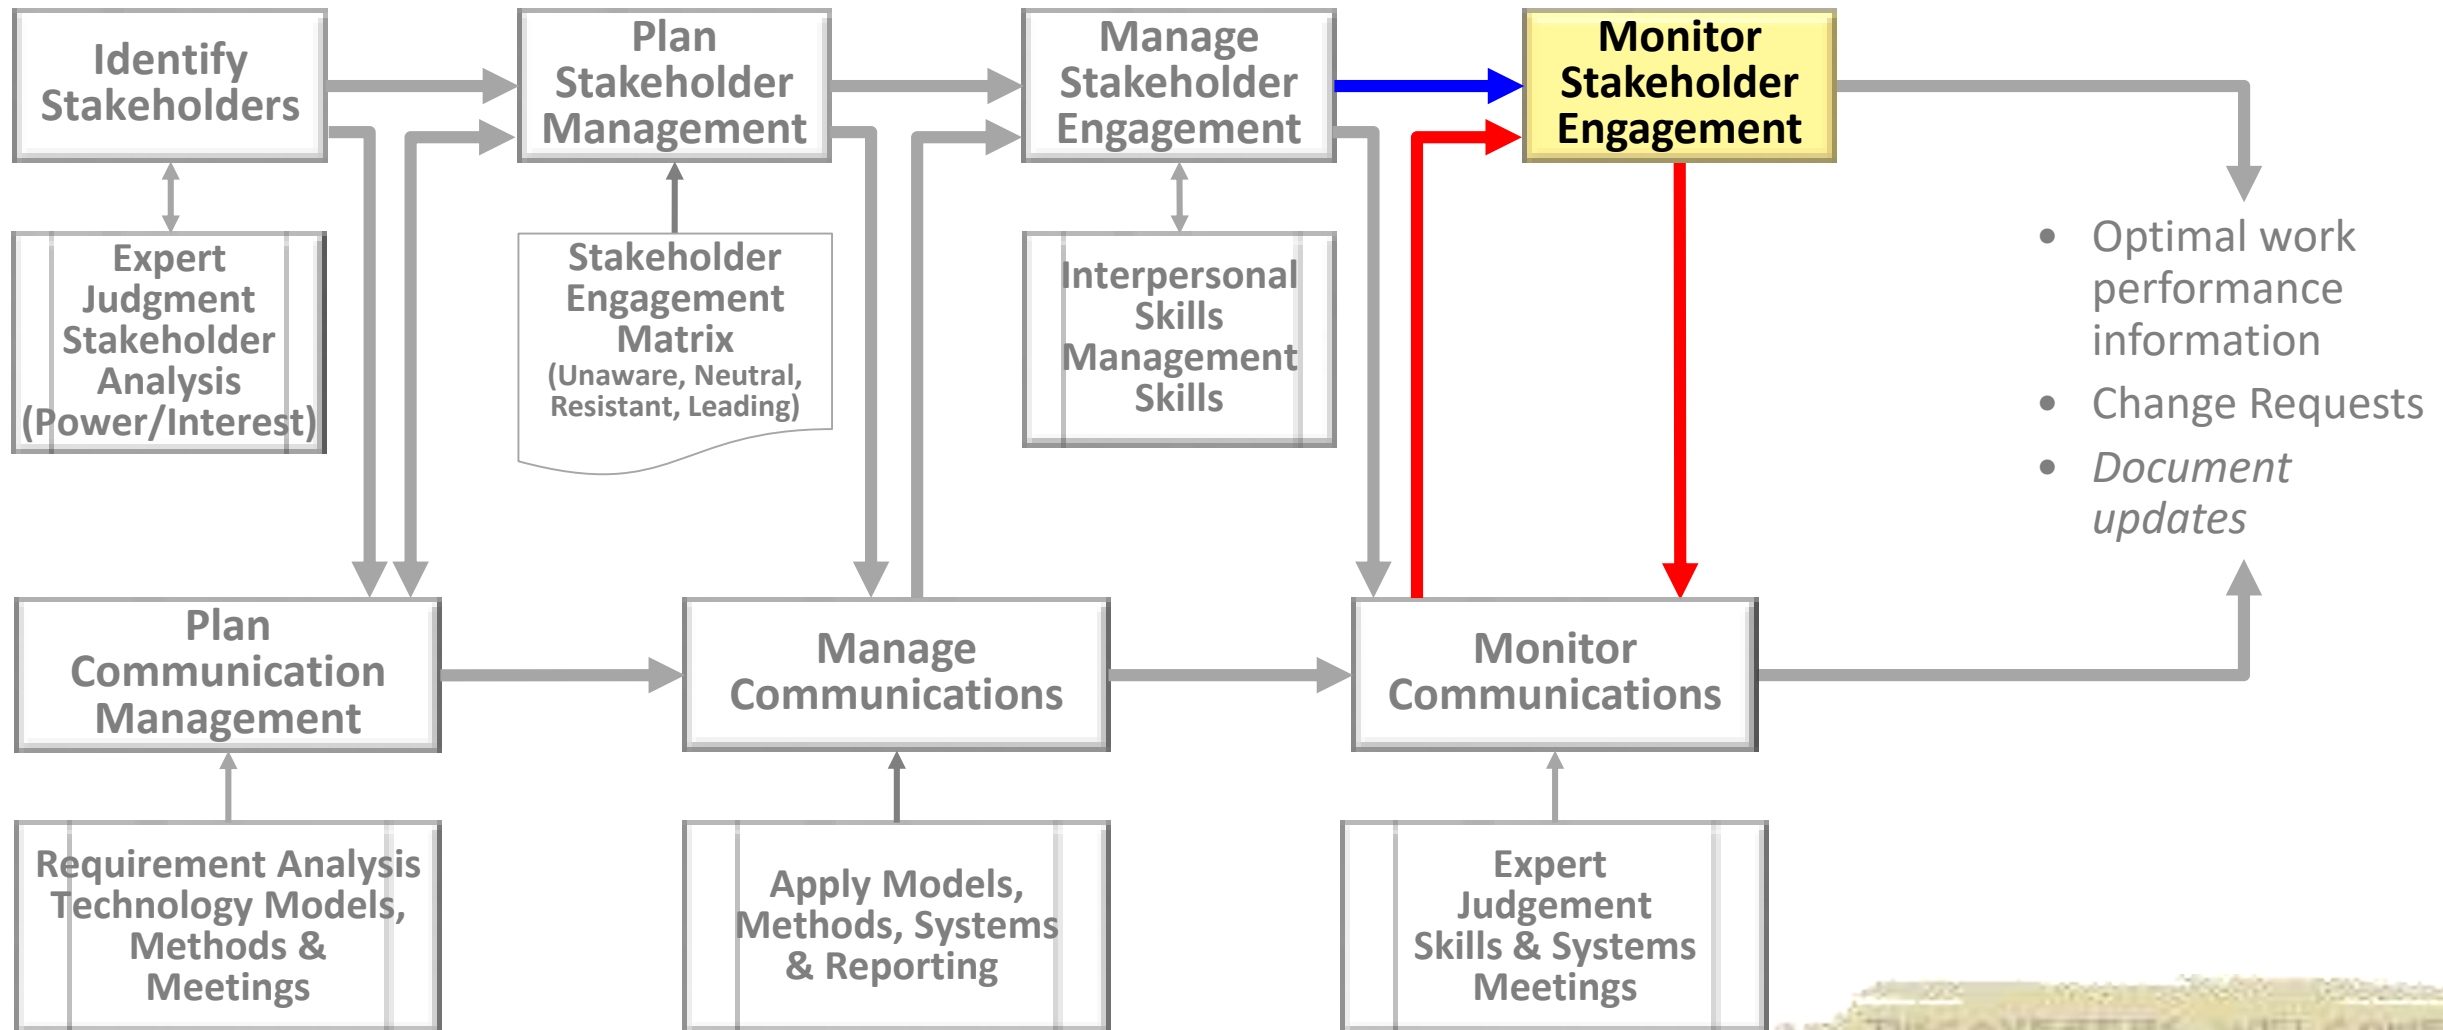 Identify
Stakeholders
Plan
Stakeholder
Management
Manage
Stakeholder
Engagement
Monitor
Stakeholder
Engagement
Expert
Judgment
Stakeholder
Analysis
(Power/Interest)
Stakeholder
Engagement
Matrix
(Unaware, Neutral,
Resistant, Leading)
Interpersonal
Skills
Management
Skills
• Optimal work
performance
information
• Change Requests
• Document
updates
Plan
Communication
Management
Manage
Communications
Monitor
Communications
Requirement Analysis
Technology Models,
Methods &
Meetings
Apply Models,
Methods, Systems
& Reporting
Expert
Judgement
Skills & Systems
Meetings